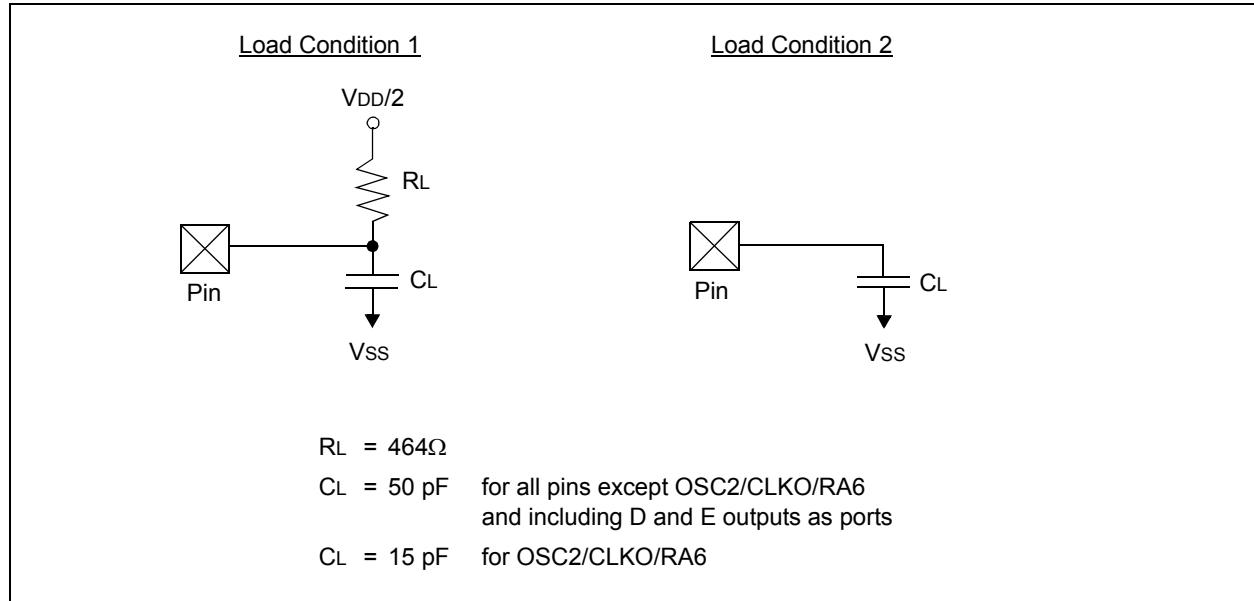 Load Condition 1
Load Condition 2
VDD/2
RL
Pin
CL
VSS
Pin
CL
VSS
RL = 464Ω
CL = 50 pF for all pins except OSC2/CLKO/RA6
and including D and E outputs as ports
CL = 15 pF for OSC2/CLKO/RA6